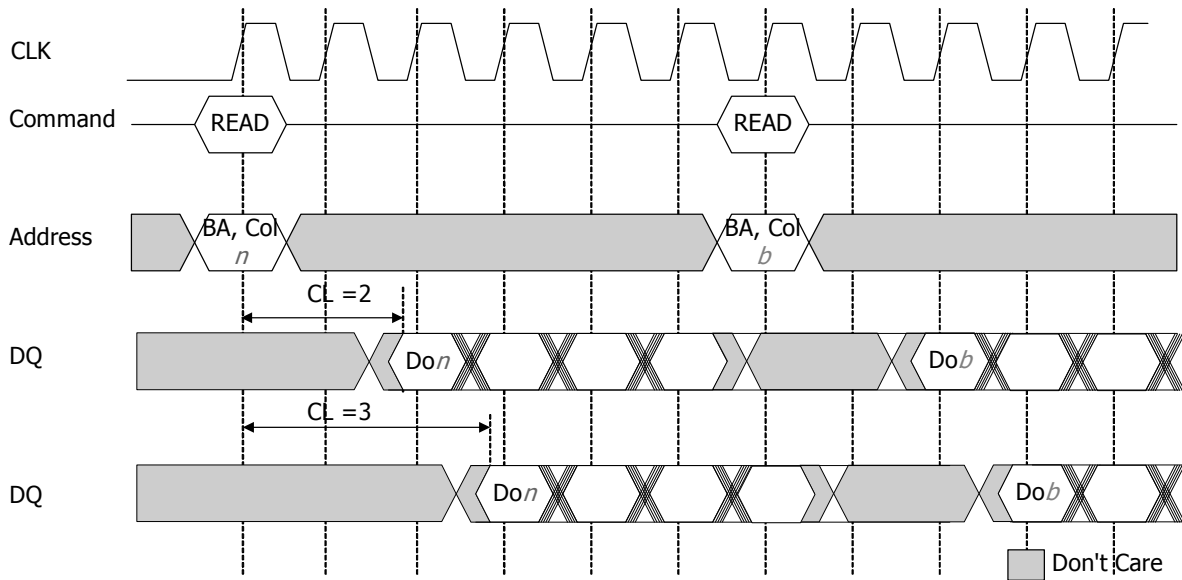 CLK
Command
READ
READ
Address
BA, Col
n
BA, Col
b
CL =2
DQ
Don
Dob
CL =3
DQ
Don
Dob
Don't Care